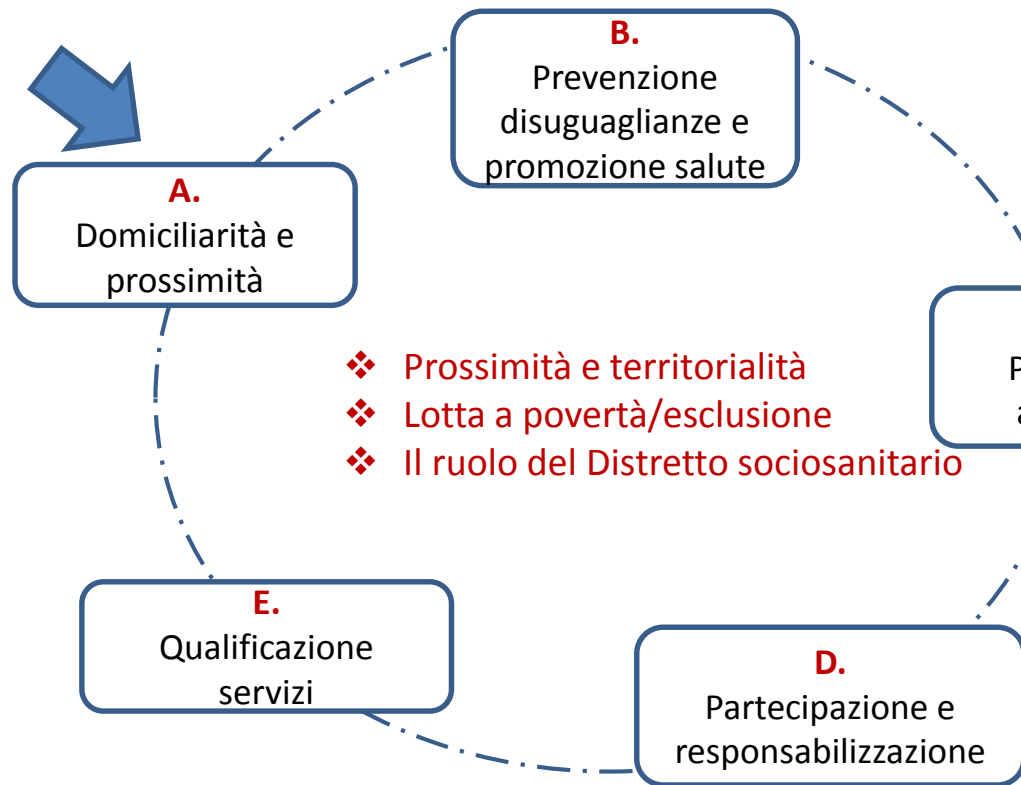 B.
Prevenzione
disuguaglianze e
promozione salute
A.
Domiciliarità e
prossimità
❖ Prossimità e territorialità
❖ Lotta a povertà/esclusione
❖ Il ruolo del Distretto sociosanitario
E.
Qualificazione
servizi
D.
Partecipazione e
responsabilizzazione